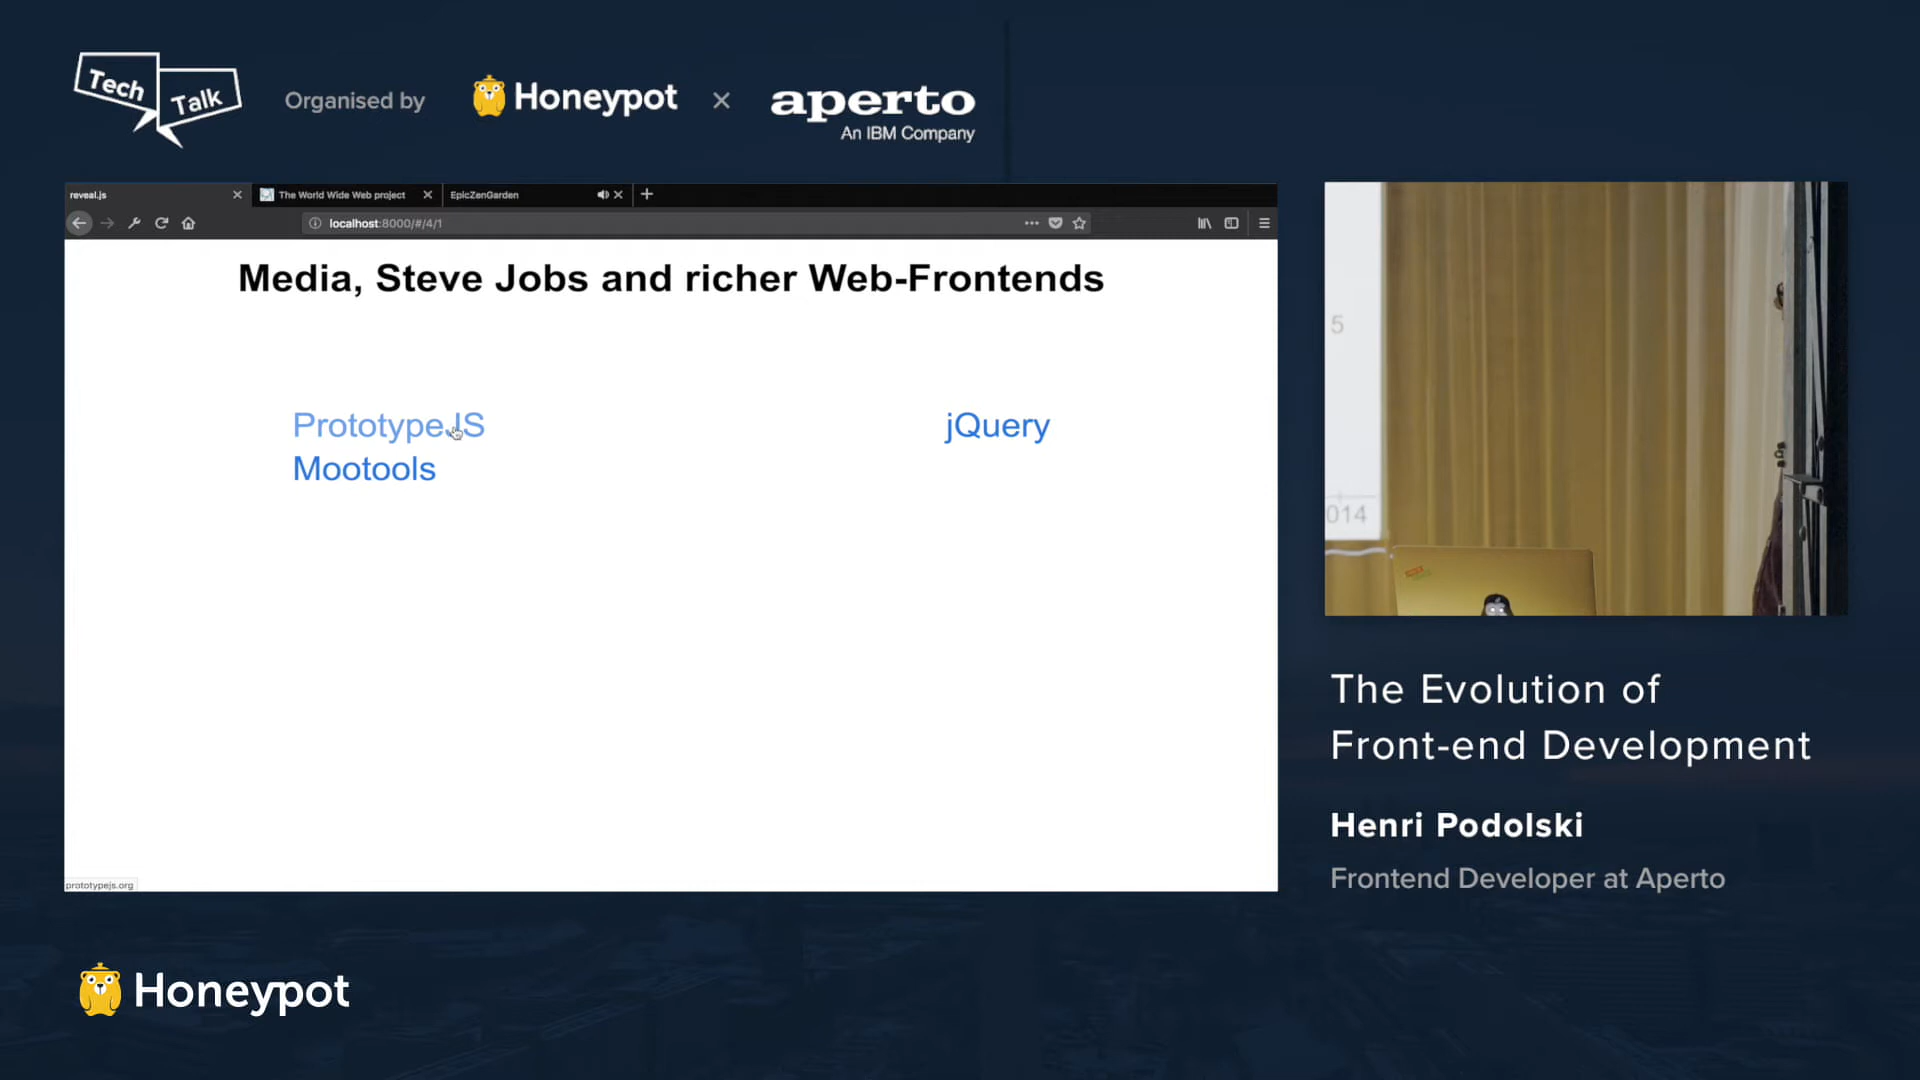 Tech
Talk
Organised by
Honeypot
×
aperto
An IBM Company
reveal.js
The World Wide Web project
EpicZenGarden
localhost:8000/#/4/1
Media, Steve Jobs and richer Web-Frontends
PrototypeJS
jQuery
Mootools
prototypejs.org
5
014
The Evolution of
Front-end Development
Henri Podolski
Frontend Developer at Aperto
Honeypot